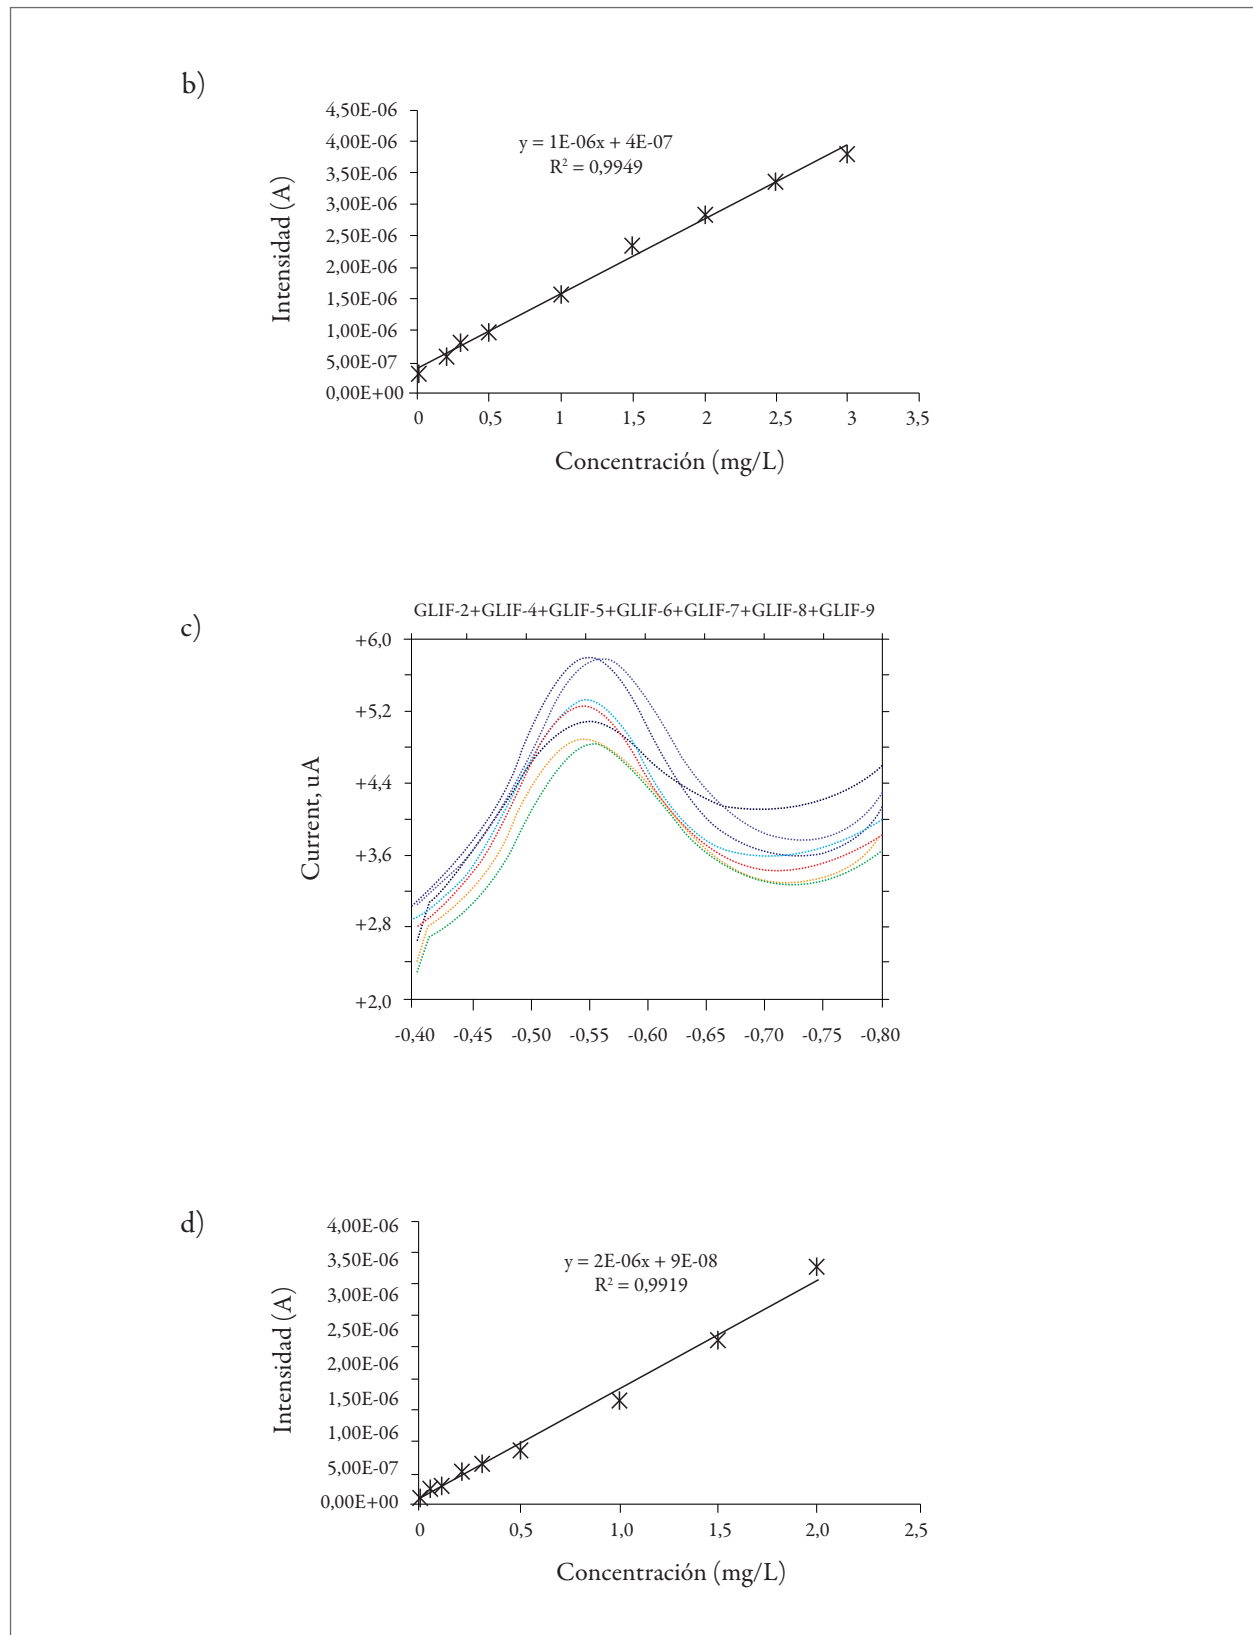 b)
4,50E-06
4,00E-06
3,50E-06
3,00E-06
2,50E-06
2,00E-06
1,50E-06
1,00E-06
5,00E-07
0,00E+00
Intensidad (A)
y = 1E-06x + 4E-07
R² = 0,9949
0 0,5 1 1,5 2 2,5 3 3,5
Concentración (mg/L)
c)
GLIF-2+GLIF-4+GLIF-5+GLIF-6+GLIF-7+GLIF-8+GLIF-9
+6,0
+5,2
+4,4
+3,6
+2,8
+2,0
Current, uA
-0,40 -0,45 -0,50 -0,55 -0,60 -0,65 -0,70 -0,75 -0,80
d)
4,00E-06
3,50E-06
3,00E-06
2,50E-06
2,00E-06
1,50E-06
1,00E-06
5,00E-07
0,00E+00
Intensidad (A)
y = 2E-06x + 9E-08
R² = 0,9919
0 0,5 1,0 1,5 2,0 2,5
Concentración (mg/L)